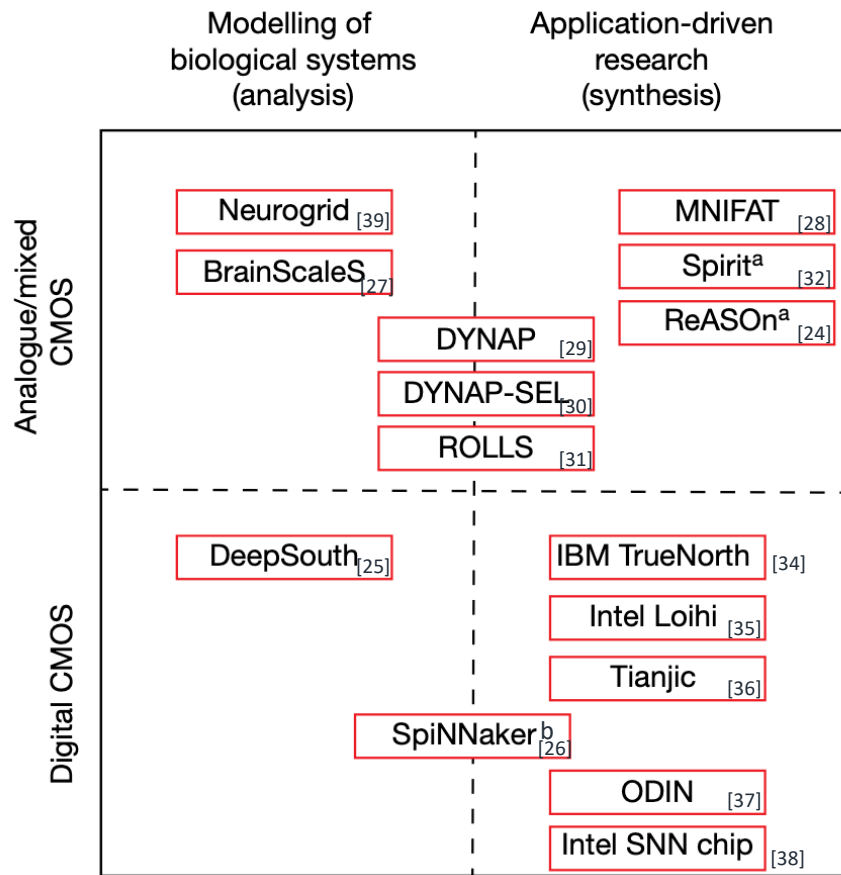 Modelling of
biological systems
(analysis)
Application-driven
research
(synthesis)
Analogue/mixed
CMOS
Neurogrid [39]
BrainScaleS [27]
MNIFAT [28]
Spiritᵃ [32]
ReASOnᵃ [24]
DYNAP [29]
DYNAP-SEL [30]
ROLLS [31]
Digital CMOS
DeepSouth [25]
IBM TrueNorth [34]
Intel Loihi [35]
Tianjic [36]
SpiNNaker ᵇ [26]
ODIN [37]
Intel SNN chip [38]